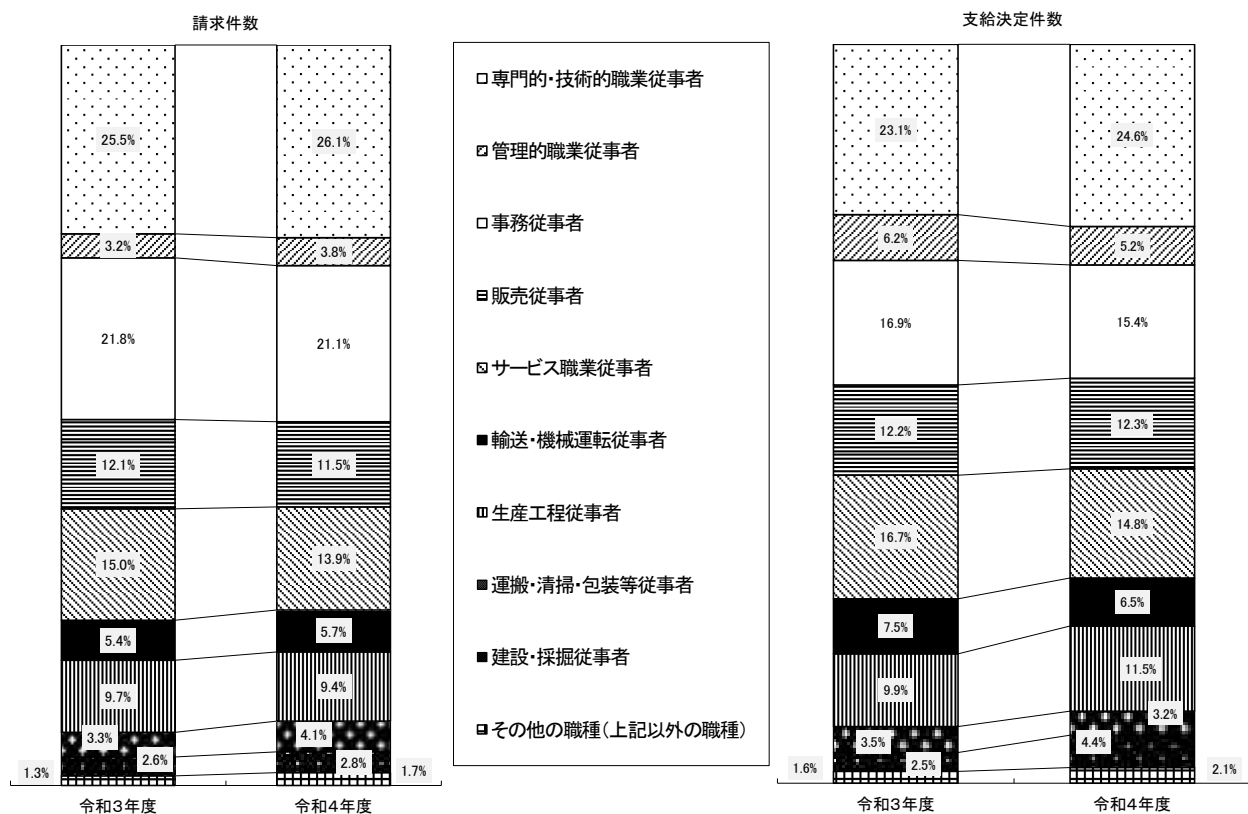 請求件数
25.5%
26.1%
3.2%
3.8%
21.8%
21.1%
12.1%
11.5%
15.0%
13.9%
5.4%
5.7%
9.7%
9.4%
3.3%
4.1%
2.6%
2.8%
1.3%
1.7%
令和3年度
令和4年度
専門的・技術的職業従事者
管理的職業従事者
事務従事者
販売従事者
サービス職業従事者
輸送・機械運転従事者
生産工程従事者
運搬・清掃・包装等従事者
建設・採掘従事者
その他の職種(上記以外の職種)
支給決定件数
23.1%
24.6%
6.2%
5.2%
16.9%
15.4%
12.2%
12.3%
16.7%
14.8%
7.5%
6.5%
9.9%
11.5%
3.5%
3.2%
4.4%
2.5%
1.6%
2.1%
令和3年度
令和4年度